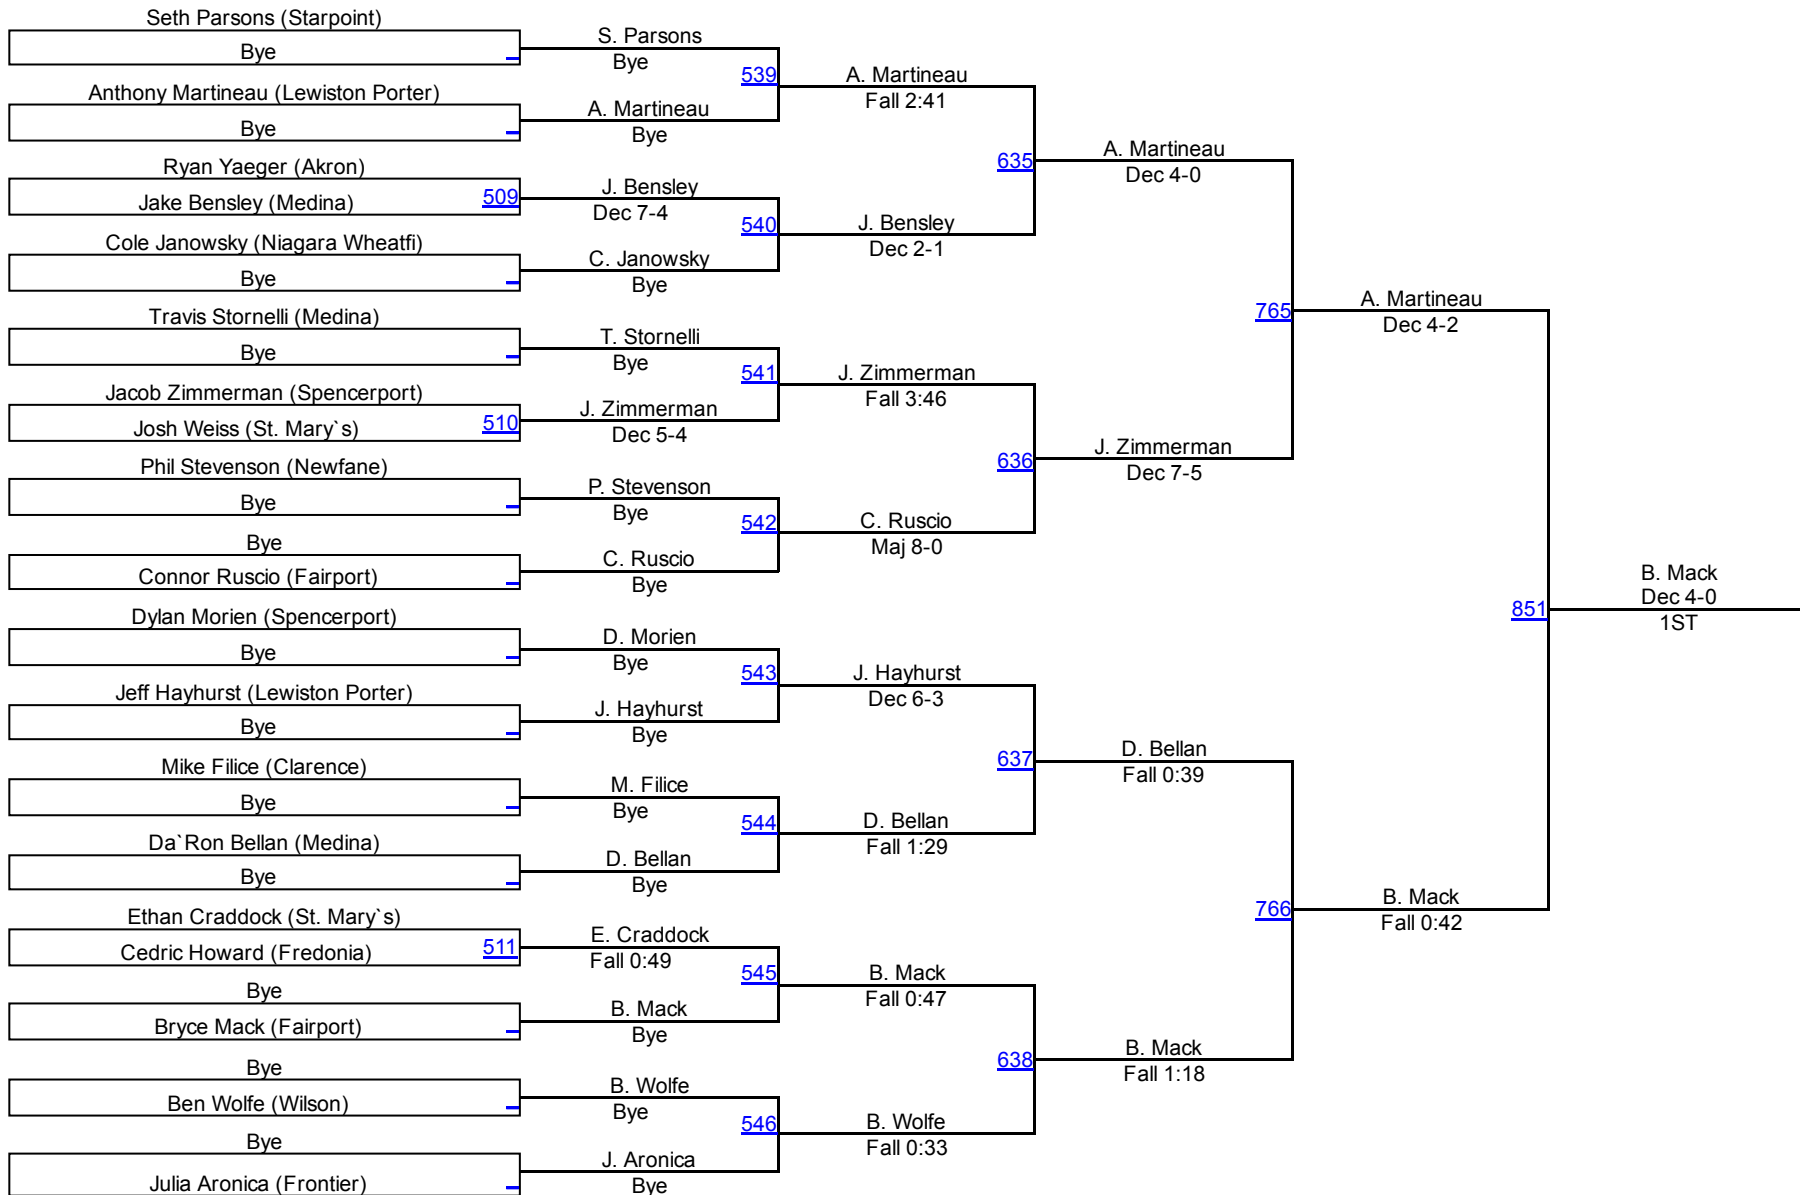 Seth Parsons (Starpoint)
Bye
S. Parsons
Bye
539
A. Martineau
Fall 2:41
Anthony Martineau (Lewiston Porter)
Bye
A. Martineau
Bye
635
A. Martineau
Dec 4-0
Ryan Yaeger (Akron)
Jake Bensley (Medina)
509
J. Bensley
Dec 7-4
540
J. Bensley
Dec 2-1
Cole Janowsky (Niagara Wheatfi)
Bye
C. Janowsky
Bye
765
A. Martineau
Dec 4-2
Travis Stornelli (Medina)
Bye
T. Stornelli
Bye
541
J. Zimmerman
Fall 3:46
Jacob Zimmerman (Spencerport)
Josh Weiss (St. Mary`s)
510
J. Zimmerman
Dec 5-4
636
J. Zimmerman
Dec 7-5
Phil Stevenson (Newfane)
Bye
P. Stevenson
Bye
542
C. Ruscio
Maj 8-0
Bye
Connor Ruscio (Fairport)
C. Ruscio
Bye
851
B. Mack
Dec 4-0
1ST
Dylan Morien (Spencerport)
Bye
D. Morien
Bye
543
J. Hayhurst
Dec 6-3
Jeff Hayhurst (Lewiston Porter)
Bye
J. Hayhurst
Bye
637
D. Bellan
Fall 0:39
Mike Filice (Clarence)
Bye
M. Filice
Bye
544
D. Bellan
Fall 1:29
Da`Ron Bellan (Medina)
Bye
D. Bellan
Bye
766
B. Mack
Fall 0:42
Ethan Craddock (St. Mary`s)
Cedric Howard (Fredonia)
511
E. Craddock
Fall 0:49
545
B. Mack
Fall 0:47
Bye
Bryce Mack (Fairport)
B. Mack
Bye
638
B. Mack
Fall 1:18
Bye
Ben Wolfe (Wilson)
B. Wolfe
Bye
546
B. Wolfe
Fall 0:33
Bye
Julia Aronica (Frontier)
J. Aronica
Bye